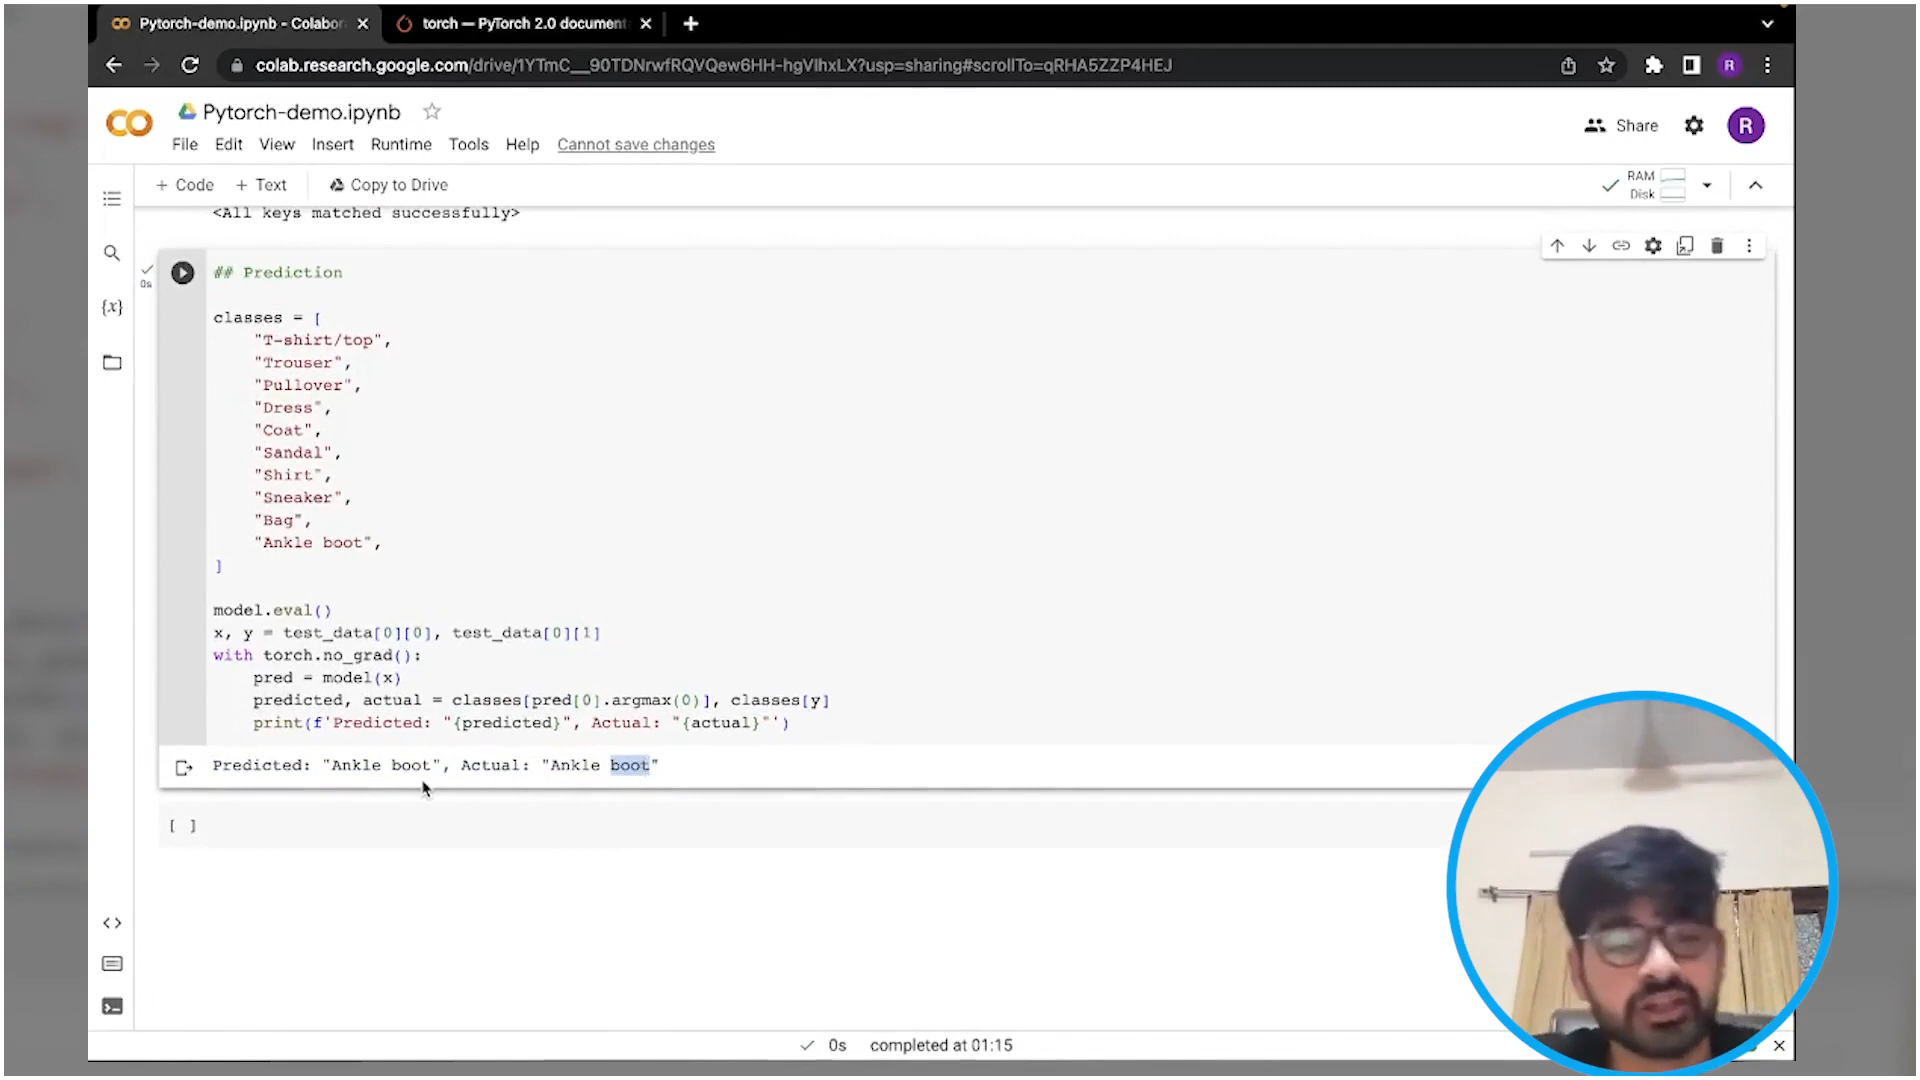 Pytorch-demo.ipynb - Colabor
torch — PyTorch 2.0 document
colab.research.google.com/drive/1YTmC__90TDNrwfRQVQew6HH-hgVlhxLX?usp=sharing#scrollTo=qRHA5ZZP4HEJ
R
Pytorch-demo.ipynb
Share
R
File Edit View Insert Runtime Tools Help Cannot save changes
+ Code + Text Copy to Drive
RAM
Disk
<All keys matched successfully>
0s
## Prediction
{x}
classes = [
"T-shirt/top",
"Trouser",
"Pullover",
"Dress",
"Coat",
"Sandal",
"Shirt",
"Sneaker",
"Bag",
"Ankle boot",
]
model.eval()
x, y = test_data[0][0], test_data[0][1]
with torch.no_grad():
pred = model(x)
predicted, actual = classes[pred[0].argmax(0)], classes[y]
print(f'Predicted: "{predicted}", Actual: "{actual}"')
Predicted: "Ankle boot", Actual: "Ankle boot"
[ ]
0s completed at 01:15